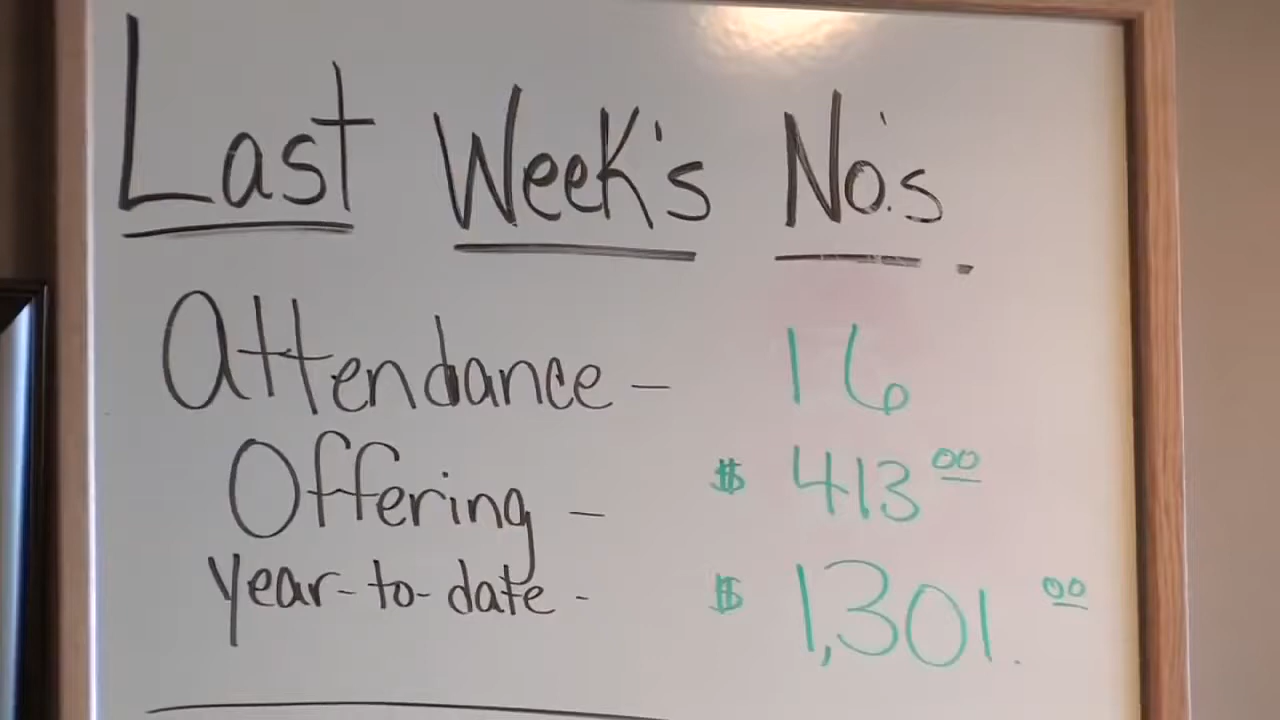 Last Week's No.'s.
Attendance - 16
Offering - $ 413 00
Year-to-date - $ 1,301. 00